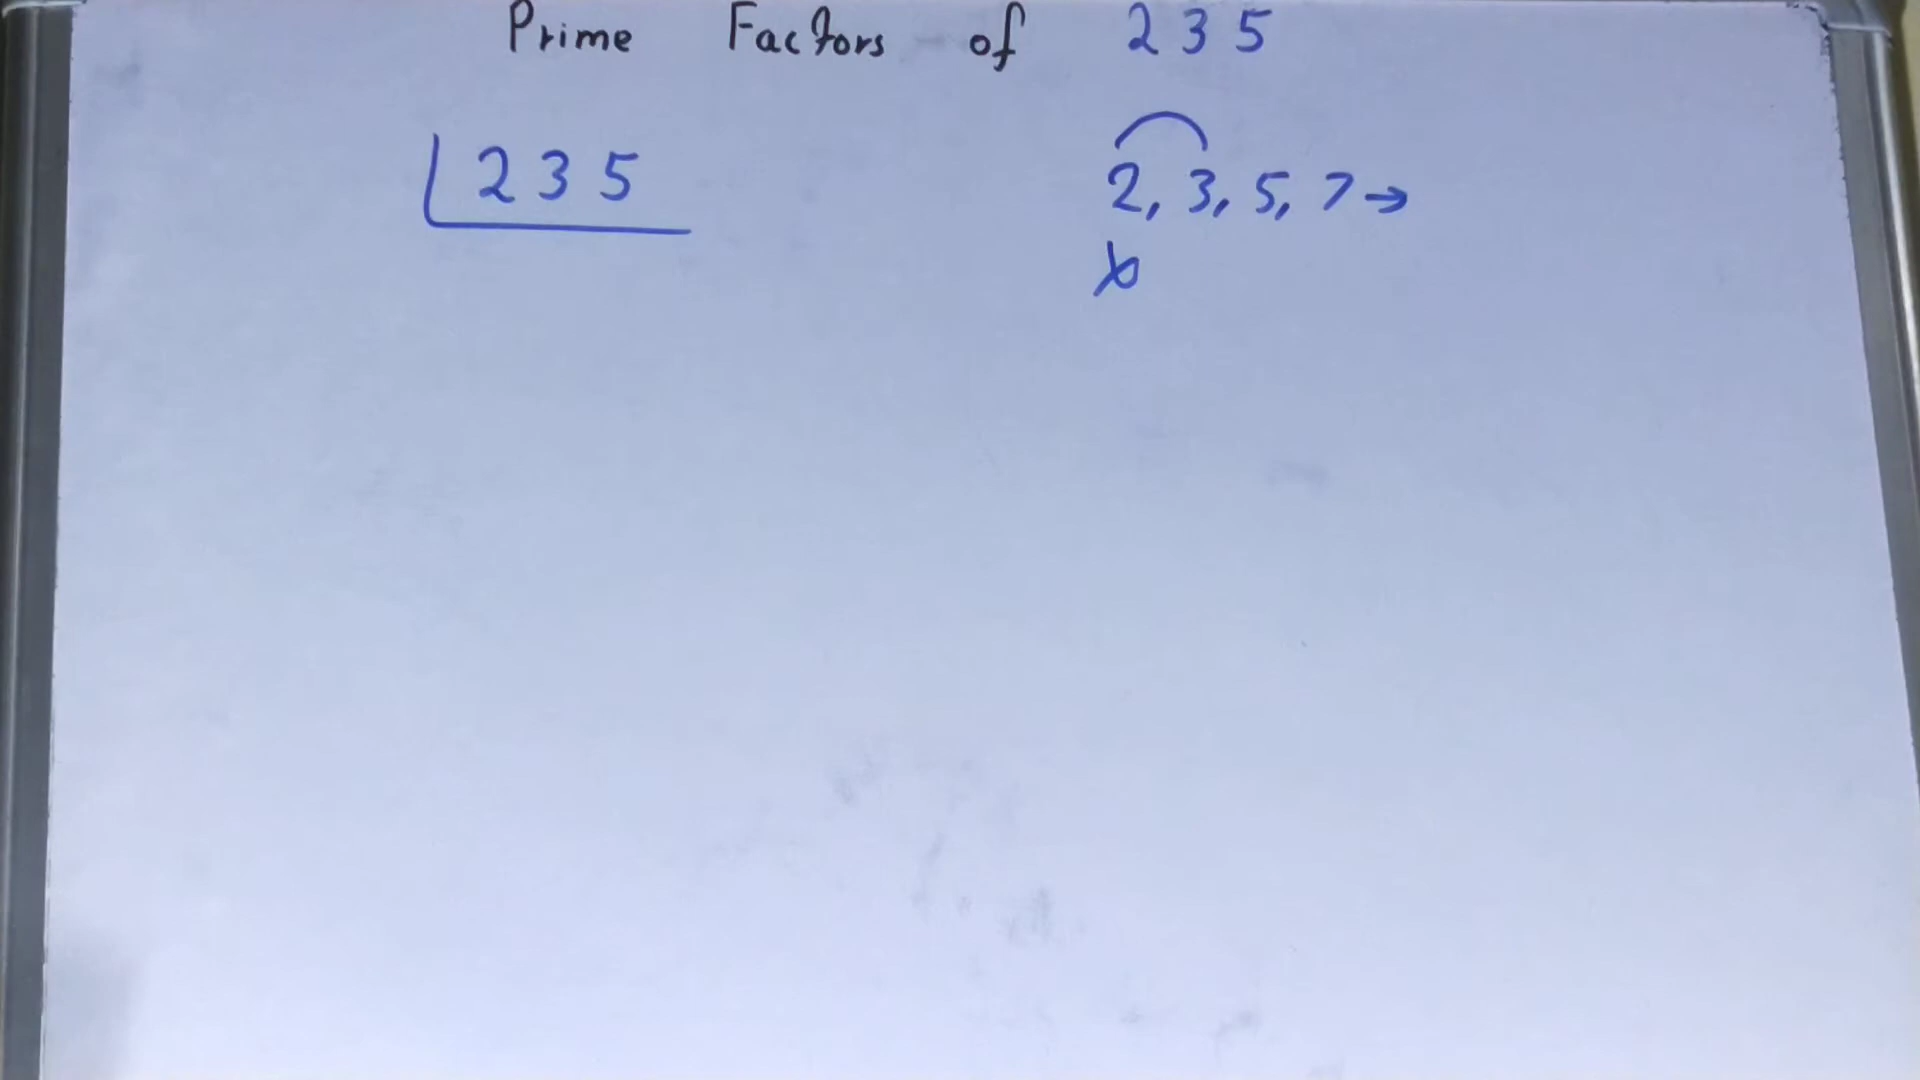 Prime Factors of 235
235
2, 3, 5, 7 →